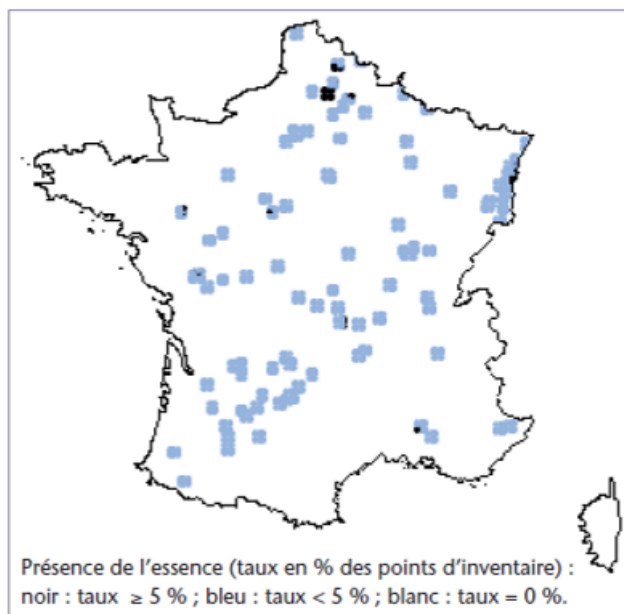 Présence de l'essence (taux en % des points d'inventaire) :
noir : taux ≥ 5 % ; bleu : taux < 5 % ; blanc : taux = 0 %.